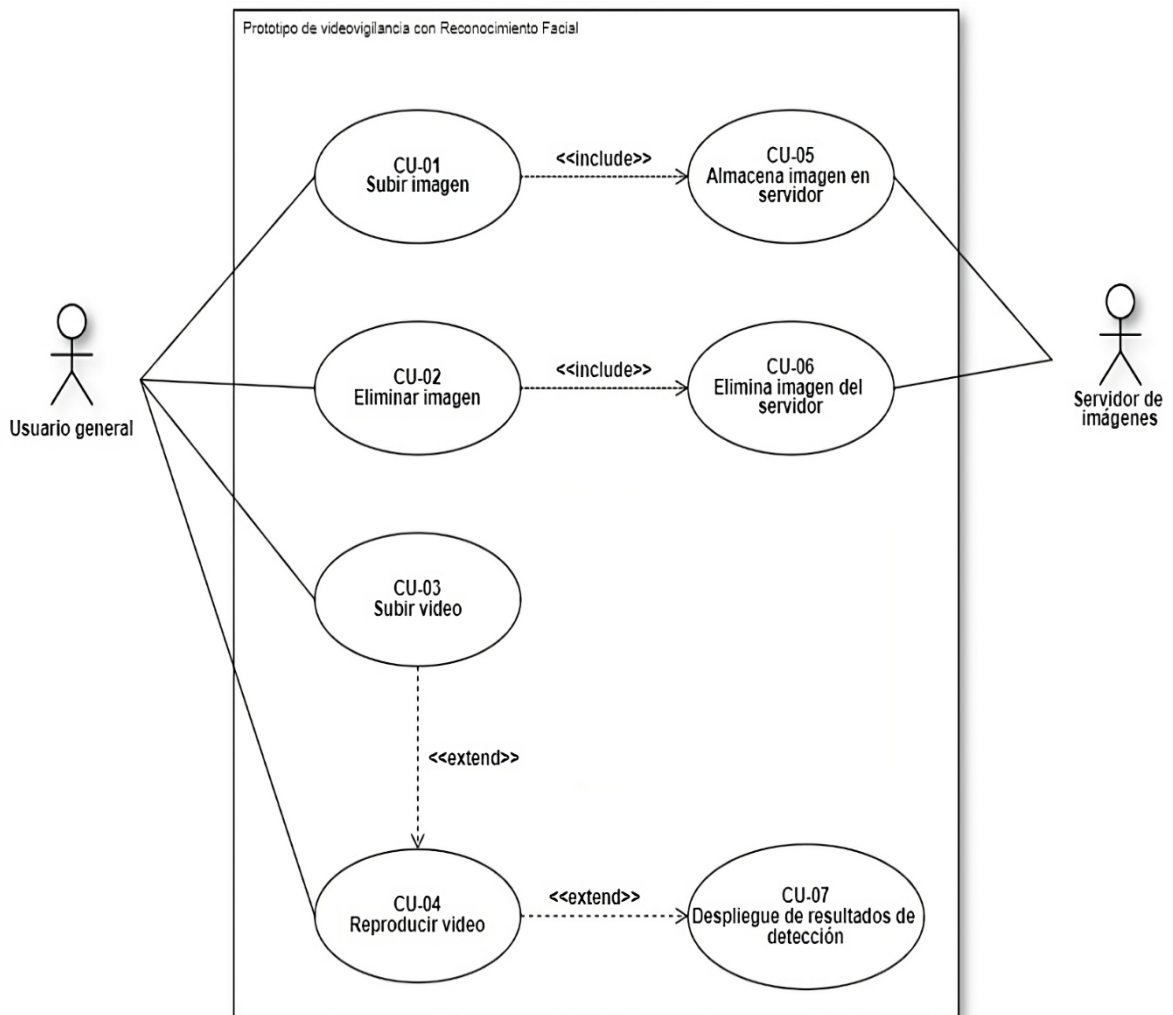 Prototipo de videovigilancia con Reconocimiento Facial
CU-01
Subir imagen
<<include>>
CU-05
Almacena imagen en
servidor
CU-02
Eliminar imagen
<<include>>
CU-06
Elimina imagen del
servidor
Usuario general
Servidor de
imágenes
CU-03
Subir video
<<extend>>
CU-04
Reproducir video
<<extend>>
CU-07
Despliegue de resultados de
detección